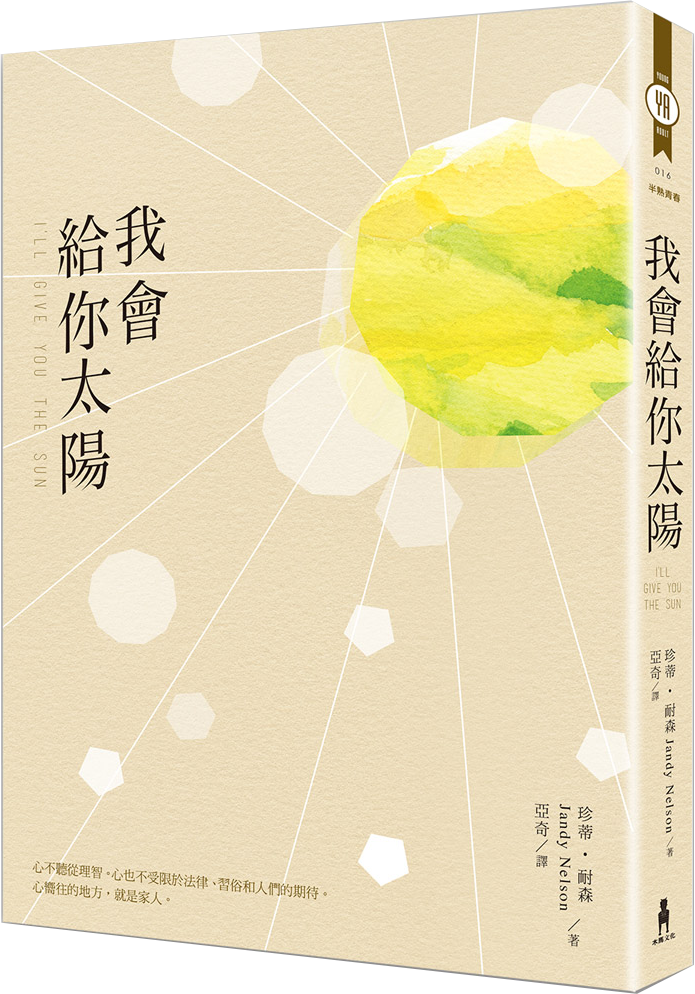 我會
給你太陽
I'LL GIVE YOU THE SUN
珍蒂・耐森
Jandy Nelson／著
亞奇／譯
心不聽從理智。心也不受限於法律、習俗和人們的期待。
心嚮往的地方，就是家人。
YOUNG
YA
ADULT
016
半熟青春
我會給你太陽
I'LL
GIVE YOU
THE SUN
珍蒂・耐森 Jandy Nelson／著
亞奇／譯
木馬文化